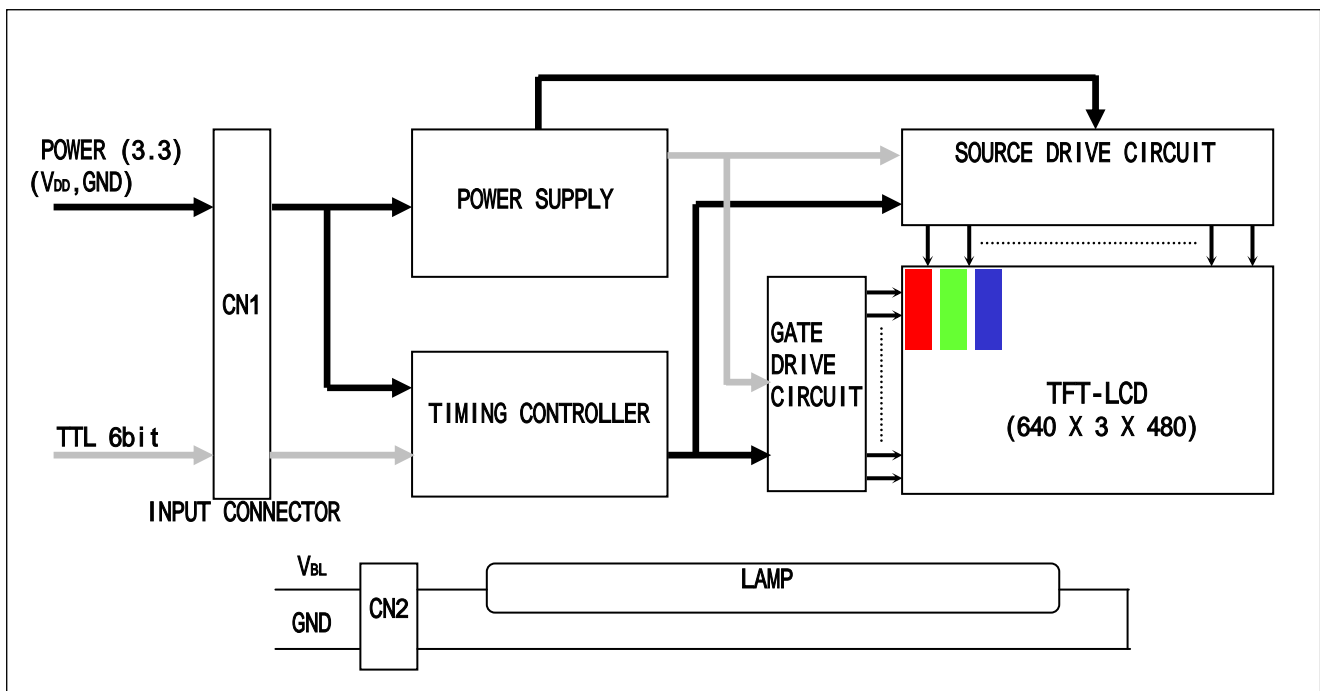 POWER (3.3)
(VDD,GND)
CN1
POWER SUPPLY
SOURCE DRIVE CIRCUIT
GATE
DRIVE
CIRCUIT
TIMING CONTROLLER
TFT-LCD
(640 X 3 X 480)
TTL 6bit
INPUT CONNECTOR
VBL
GND
CN2
LAMP